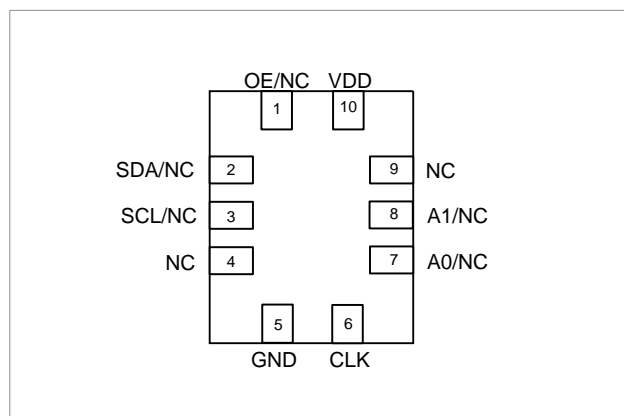 OE/NC VDD
1 10
SDA/NC 2 9 NC
SCL/NC 3 8 A1/NC
NC 4 7 A0/NC
5 6
GND CLK